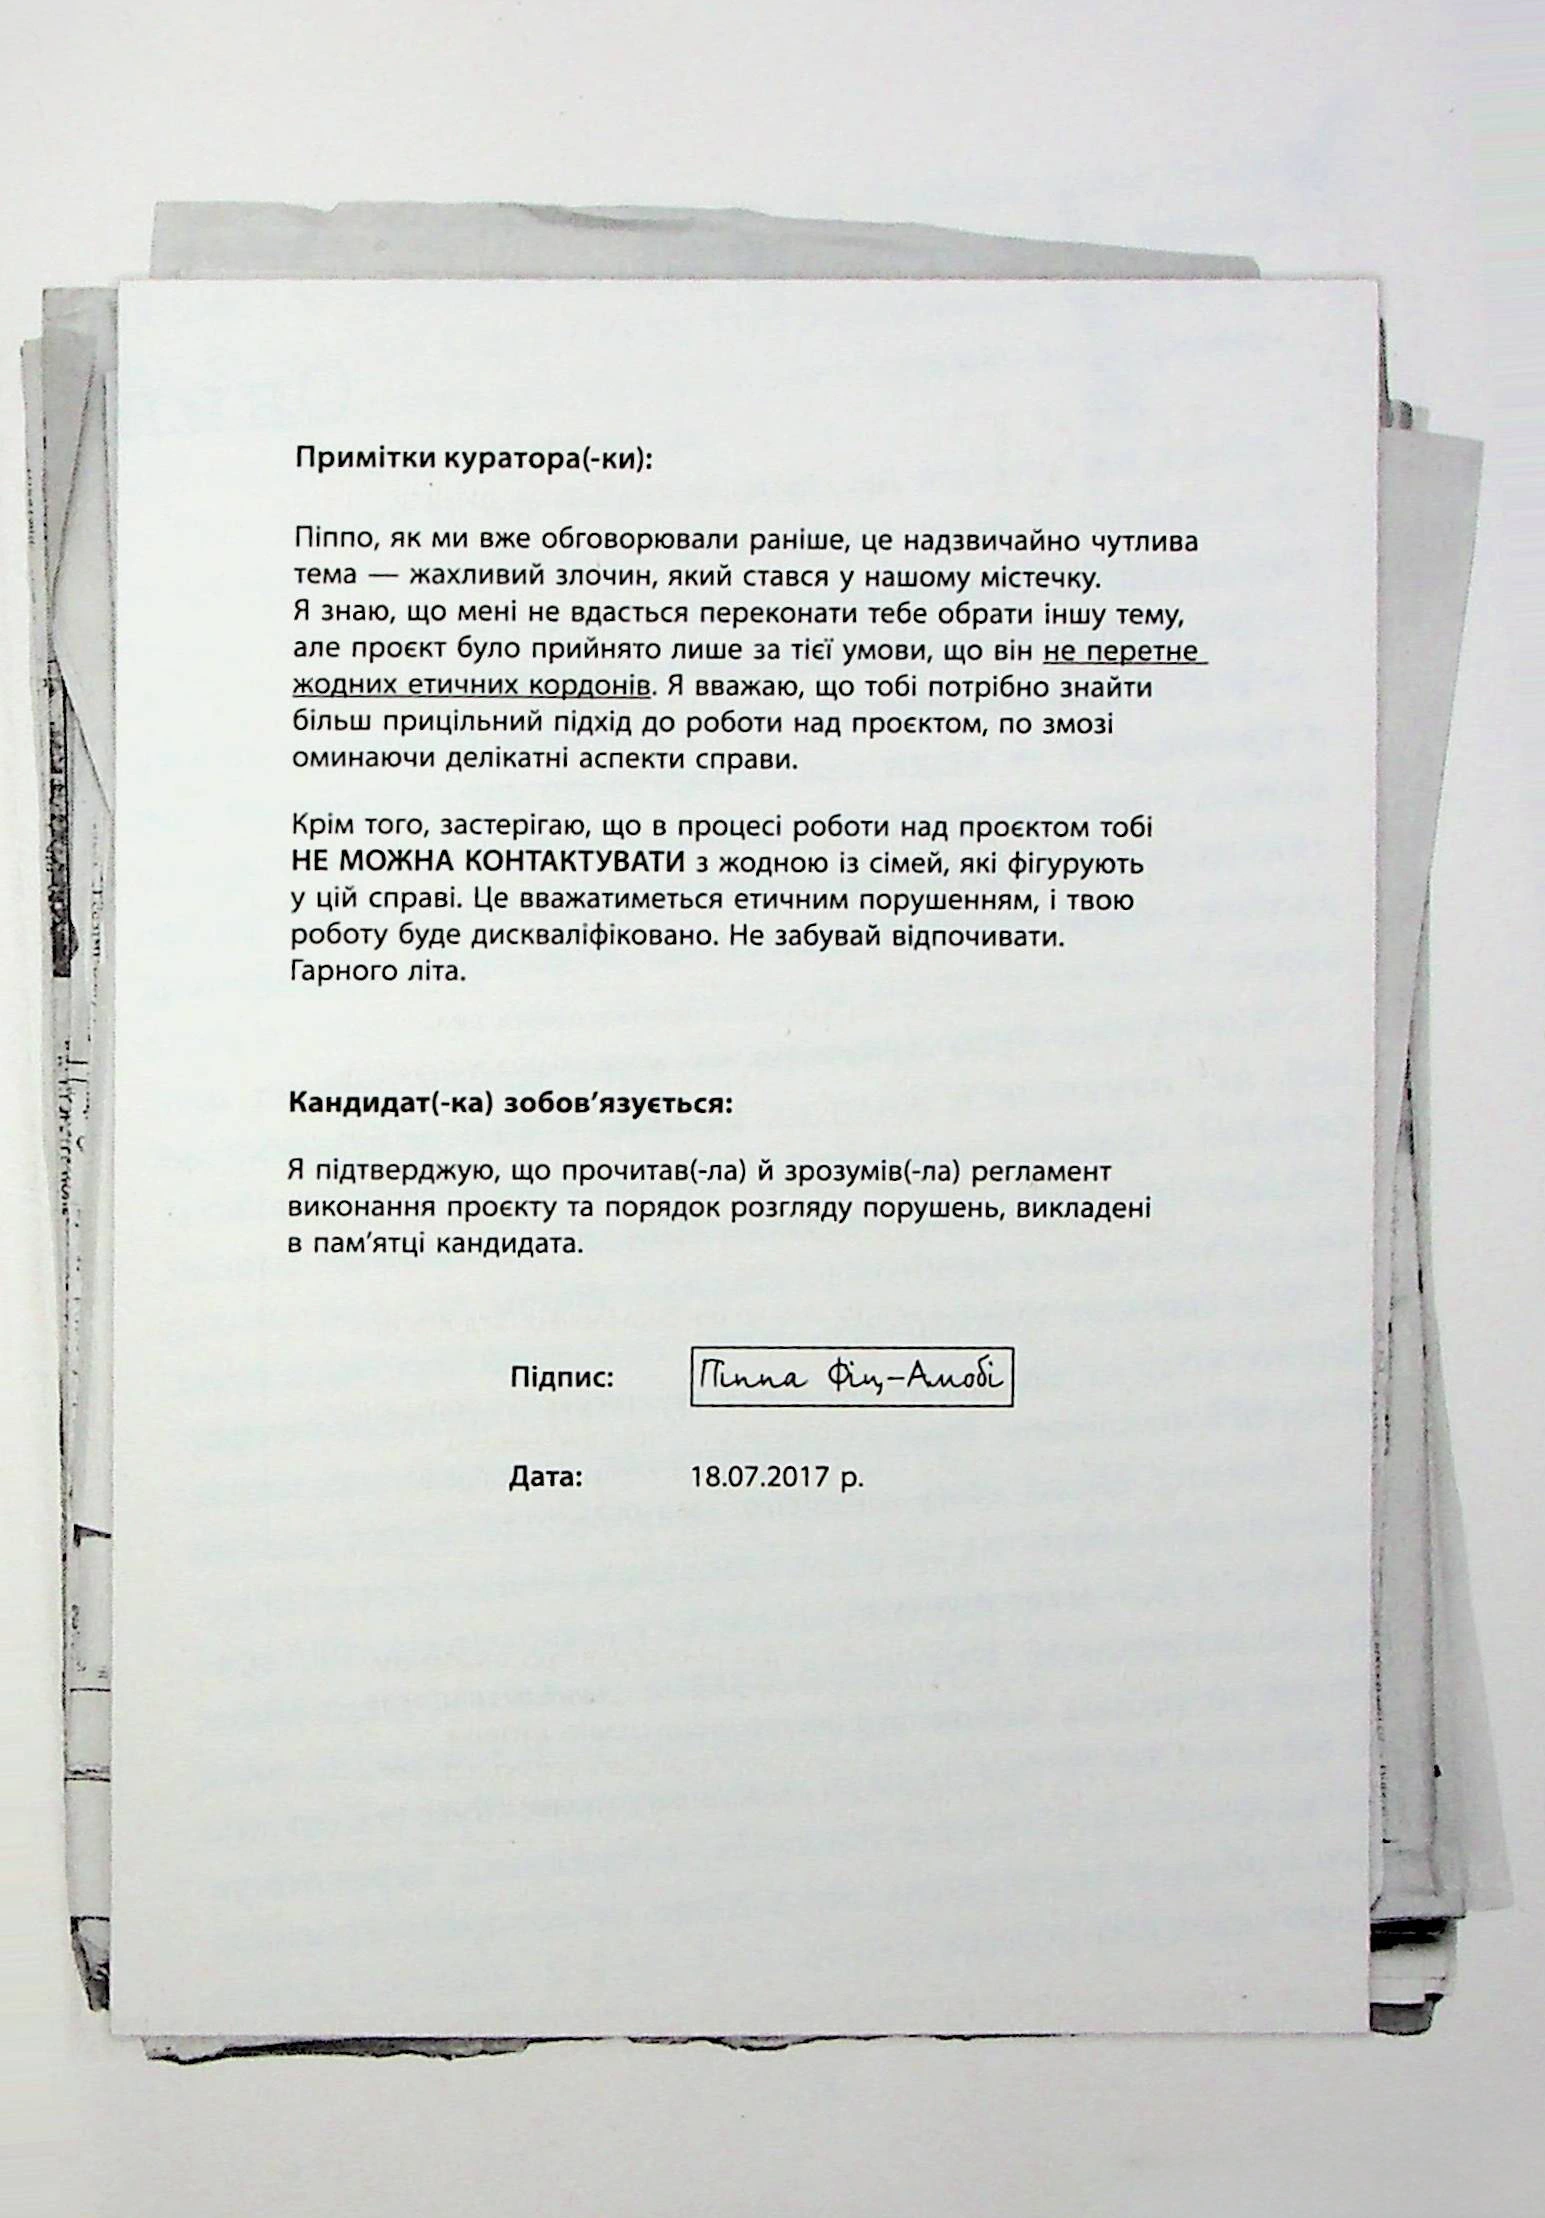 Примітки куратора(-ки):
Піппо, як ми вже обговорювали раніше, це надзвичайно чутлива
тема — жахливий злочин, який стався у нашому містечку.
Я знаю, що мені не вдасться переконати тебе обрати іншу тему,
але проєкт було прийнято лише за тієї умови, що він не перетне
жодних етичних кордонів. Я вважаю, що тобі потрібно знайти
більш прицільний підхід до роботи над проєктом, по змозі
оминаючи делікатні аспекти справи.
Крім того, застерігаю, що в процесі роботи над проєктом тобі
НЕ МОЖНА КОНТАКТУВАТИ з жодною із сімей, які фігурують
у цій справі. Це вважатиметься етичним порушенням, і твою
роботу буде дискваліфіковано. Не забувай відпочивати.
Гарного літа.
Кандидат(-ка) зобов’язується:
Я підтверджую, що прочитав(-ла) й зрозумів(-ла) регламент
виконання проєкту та порядок розгляду порушень, викладені
в пам’ятці кандидата.
Підпис: Піппа Фіц-Амобі
Дата: 18.07.2017 р.